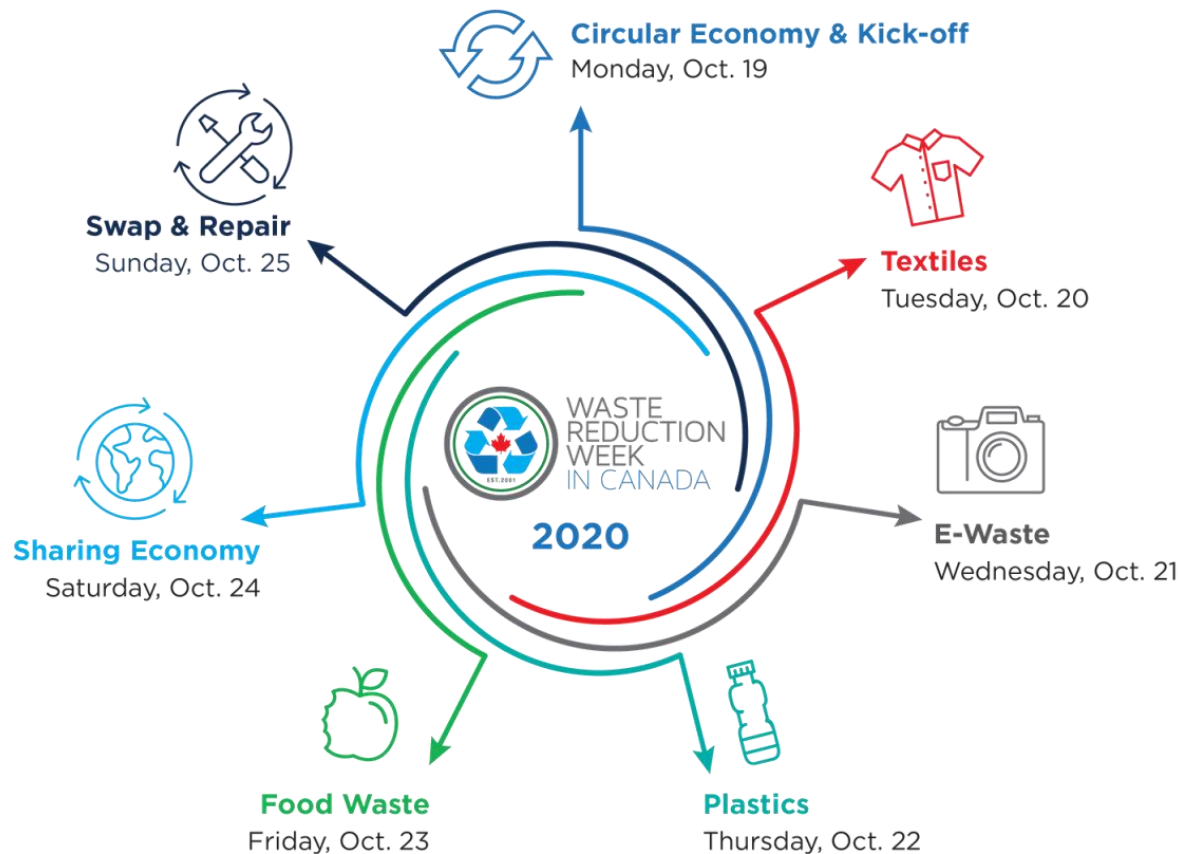 Circular Economy & Kick-off
Monday, Oct. 19
Textiles
Tuesday, Oct. 20
E-Waste
Wednesday, Oct. 21
Plastics
Thursday, Oct. 22
Food Waste
Friday, Oct. 23
Sharing Economy
Saturday, Oct. 24
Swap & Repair
Sunday, Oct. 25
EST.2001
WASTE
REDUCTION
WEEK
IN CANADA
2020